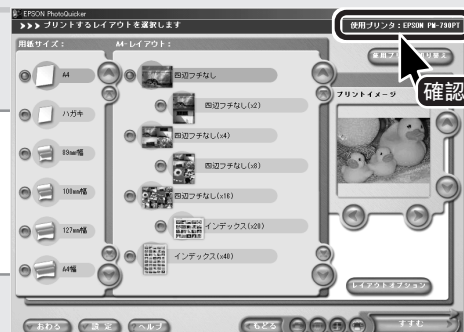 EPSON PhotoQuicker
>>> プリントするレイアウトを選択します
使用プリンタ：EPSON PM-790PT
用紙サイズ：
A4-レイアウト：
確認
プリントイメージ
A4
四辺フチなし
ハガキ
四辺フチなし(x2)
四辺フチなし(x4)
89mm幅
四辺フチなし(x8)
100mm幅
四辺フチなし(x16)
127mm幅
インデックス(x20)
A4幅
インデックス(x40)
レイアウトオプション
おわる
設定
ヘルプ
もどる
すすむ